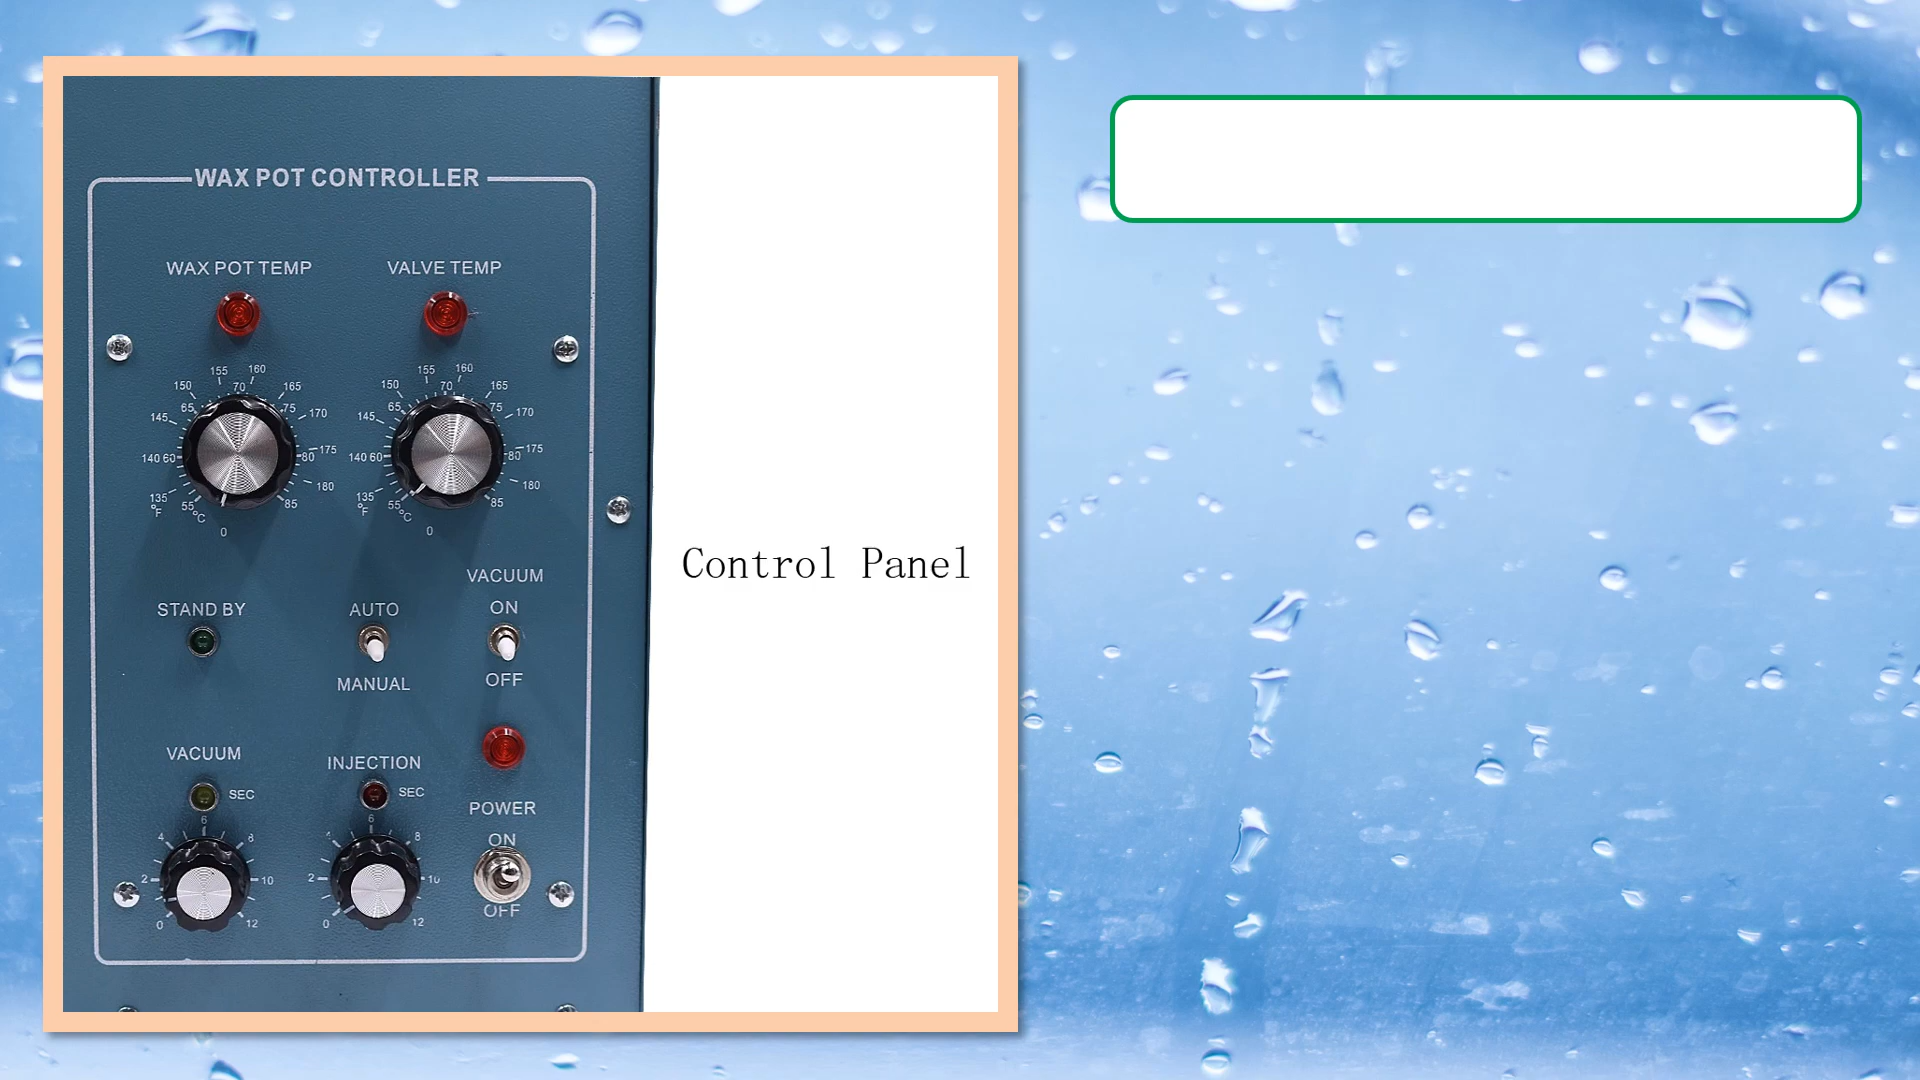 WAX POT CONTROLLER
WAX POT TEMP VALVE TEMP
155 160 155 160
150 70 165 150 70 165
65 75 170 65 75 170
145 145
140 60 80 175 140 60 80 175
180 180
135 55 85 135 55 85
°F °C °F °C
0 0
Control Panel
VACUUM
STAND BY AUTO ON
MANUAL OFF
VACUUM INJECTION
SEC SEC
POWER
6 6
4 8 4 8 ON
2 10 2 10
OFF
0 12 0 12